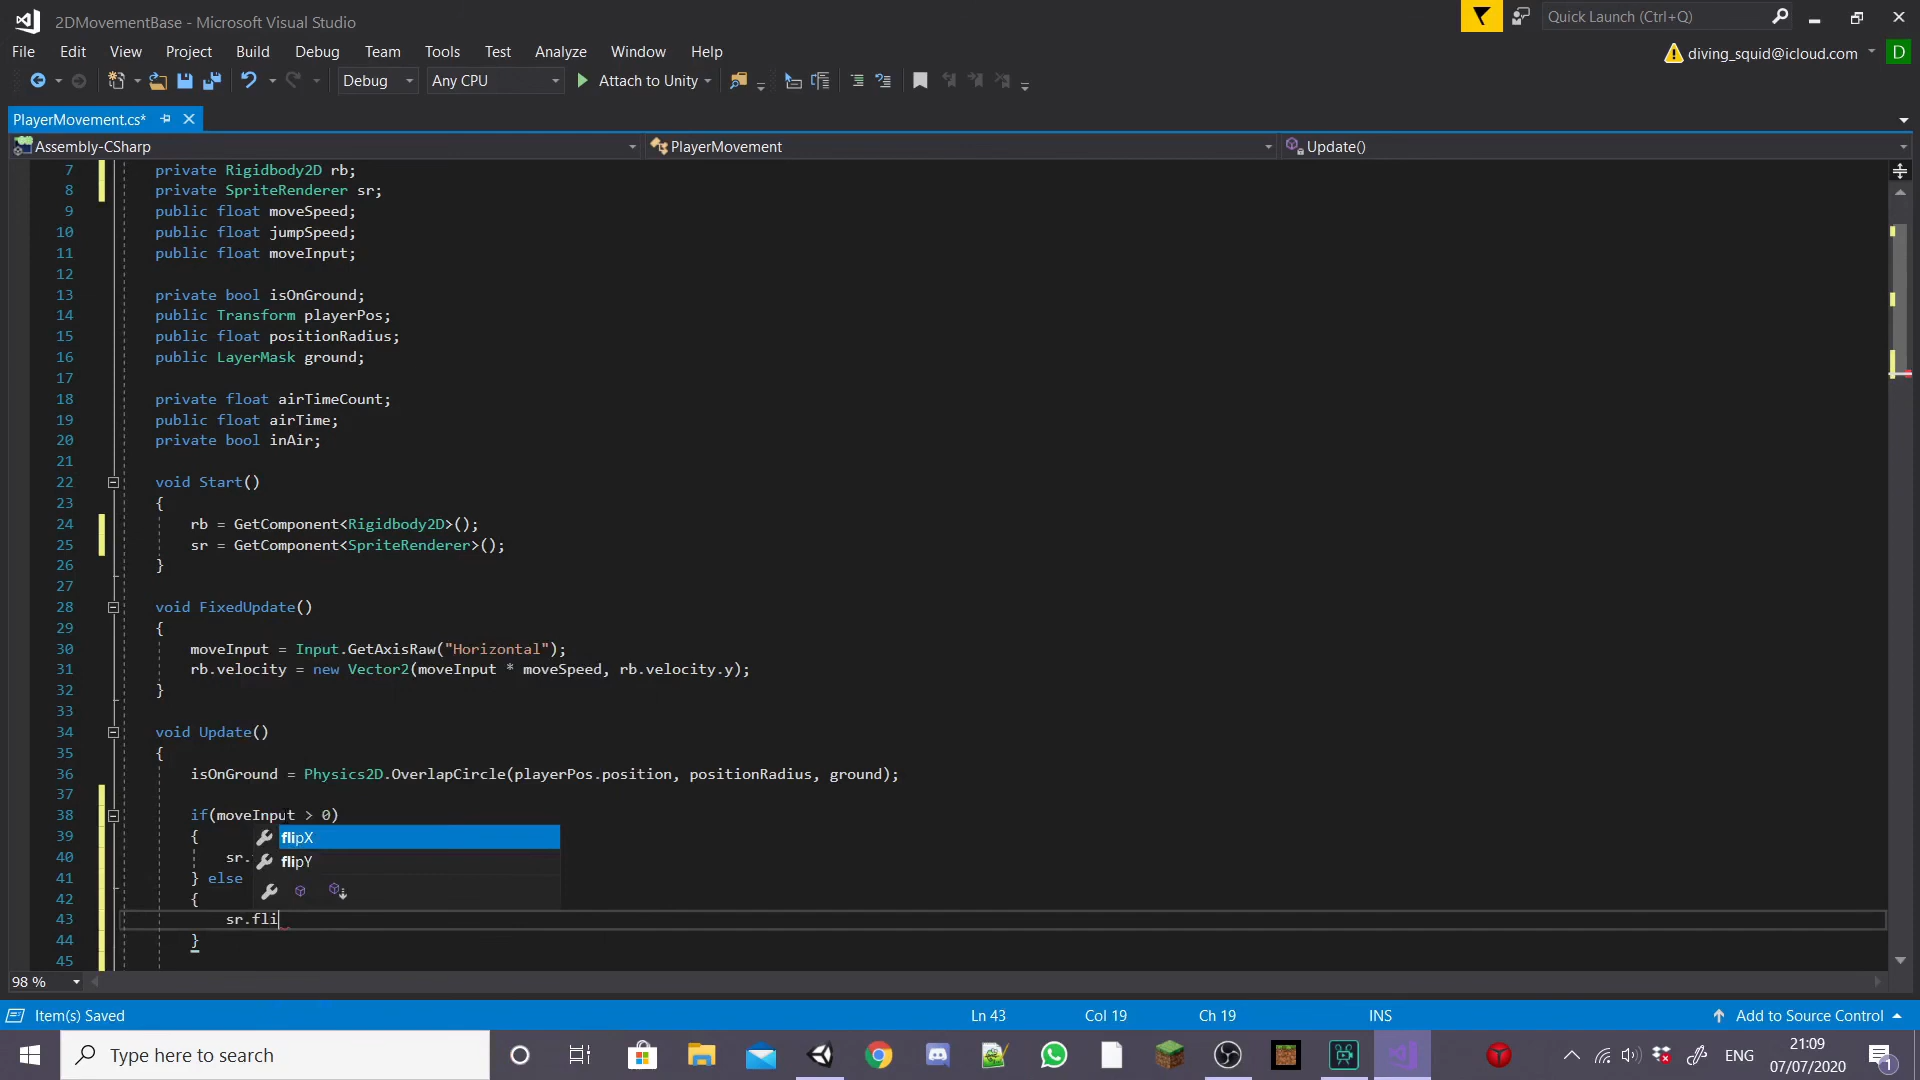 2DMovementBase - Microsoft Visual Studio
Quick Launch (Ctrl+Q)
File Edit View Project Build Debug Team Tools Test Analyze Window Help
diving_squid@icloud.com D
Debug Any CPU Attach to Unity
PlayerMovement.cs*
Assembly-CSharp PlayerMovement Update()
7 private Rigidbody2D rb;
8 private SpriteRenderer sr;
9 public float moveSpeed;
10 public float jumpSpeed;
11 public float moveInput;
12
13 private bool isOnGround;
14 public Transform playerPos;
15 public float positionRadius;
16 public LayerMask ground;
17
18 private float airTimeCount;
19 public float airTime;
20 private bool inAir;
21
22 void Start()
23 {
24 rb = GetComponent<Rigidbody2D>();
25 sr = GetComponent<SpriteRenderer>();
26 }
27
28 void FixedUpdate()
29 {
30 moveInput = Input.GetAxisRaw("Horizontal");
31 rb.velocity = new Vector2(moveInput * moveSpeed, rb.velocity.y);
32 }
33
34 void Update()
35 {
36 isOnGround = Physics2D.OverlapCircle(playerPos.position, positionRadius, ground);
37
38 if(moveInput > 0)
39 { flipX
40 sr. flipY
41 } else
42 {
43 sr.fli
44 }
45
98 %
Item(s) Saved Ln 43 Col 19 Ch 19 INS Add to Source Control
Type here to search ENG 21:09
07/07/2020 1